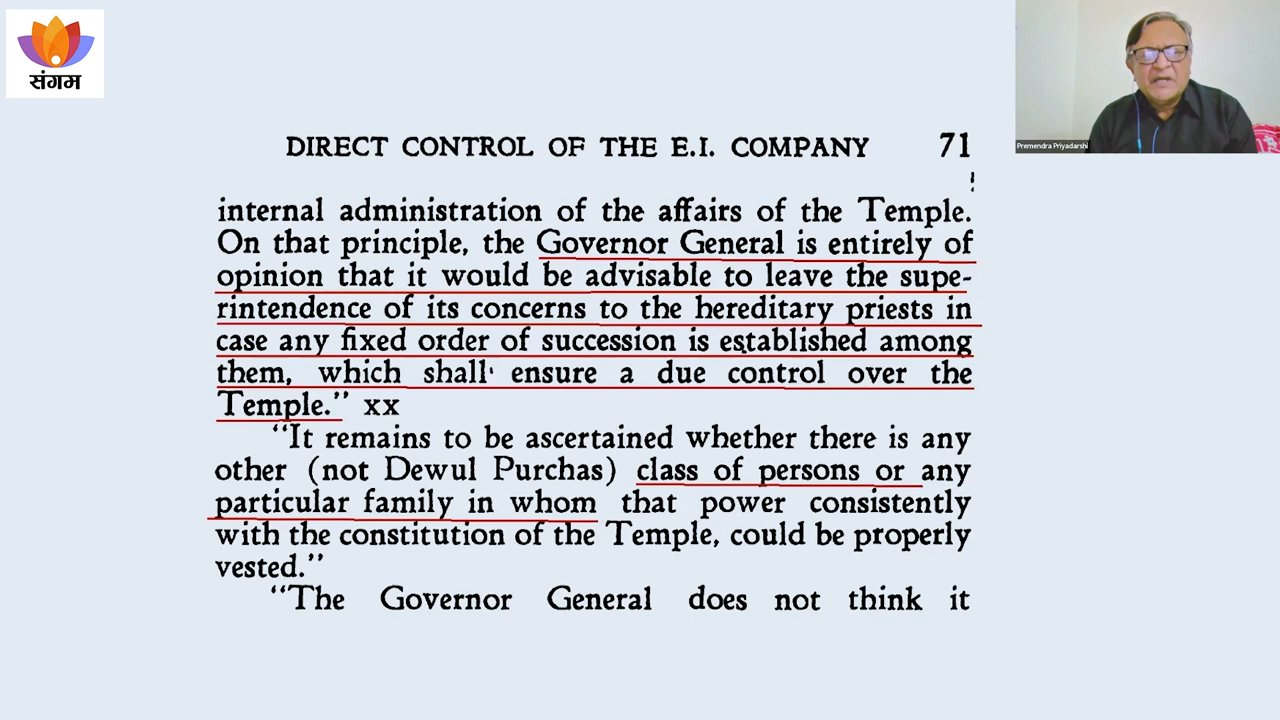 संगम
Premendra Priyadarshi
DIRECT CONTROL OF THE E.I. COMPANY 71
internal administration of the affairs of the Temple.
On that principle, the Governor General is entirely of
opinion that it would be advisable to leave the supe-
rintendence of its concerns to the hereditary priests in
case any fixed order of succession is established among
them, which shall ensure a due control over the
Temple." xx
"It remains to be ascertained whether there is any
other (not Dewul Purchas) class of persons or any
particular family in whom that power consistently
with the constitution of the Temple, could be properly
vested."
"The Governor General does not think it